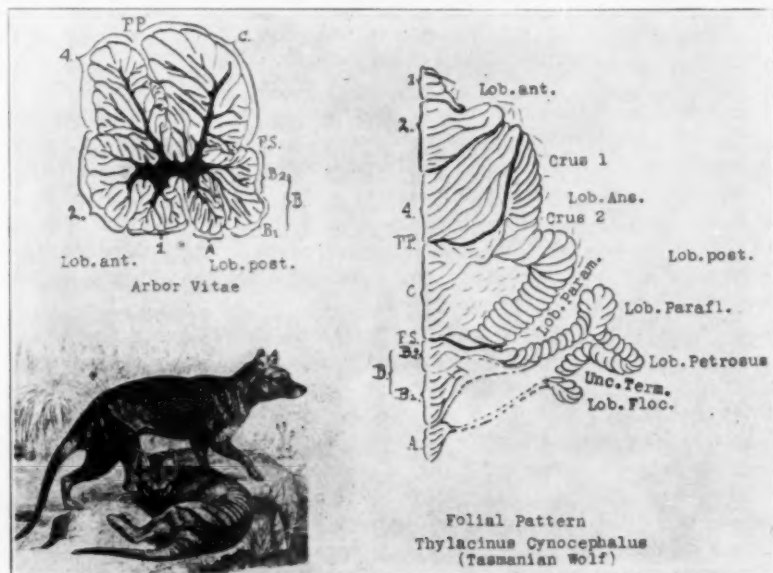 F.P.
4.
C.
F.S.
B2
B
2.
B1
1
A
Lob.ant.
Lob.post.
Arbor Vitae
Lob.ant.
2.
Crus 1
Lob.Ans.
4
Crus 2
F.P.
Lob.post.
C
Lob.Param.
Lob.Parafl.
F.S.
B2
B
Lob.Petrosus
Unc.Term.
B1
Lob.Floc.
A
Folial Pattern
Thylacinus Cynocephalus
(Tasmanian Wolf)